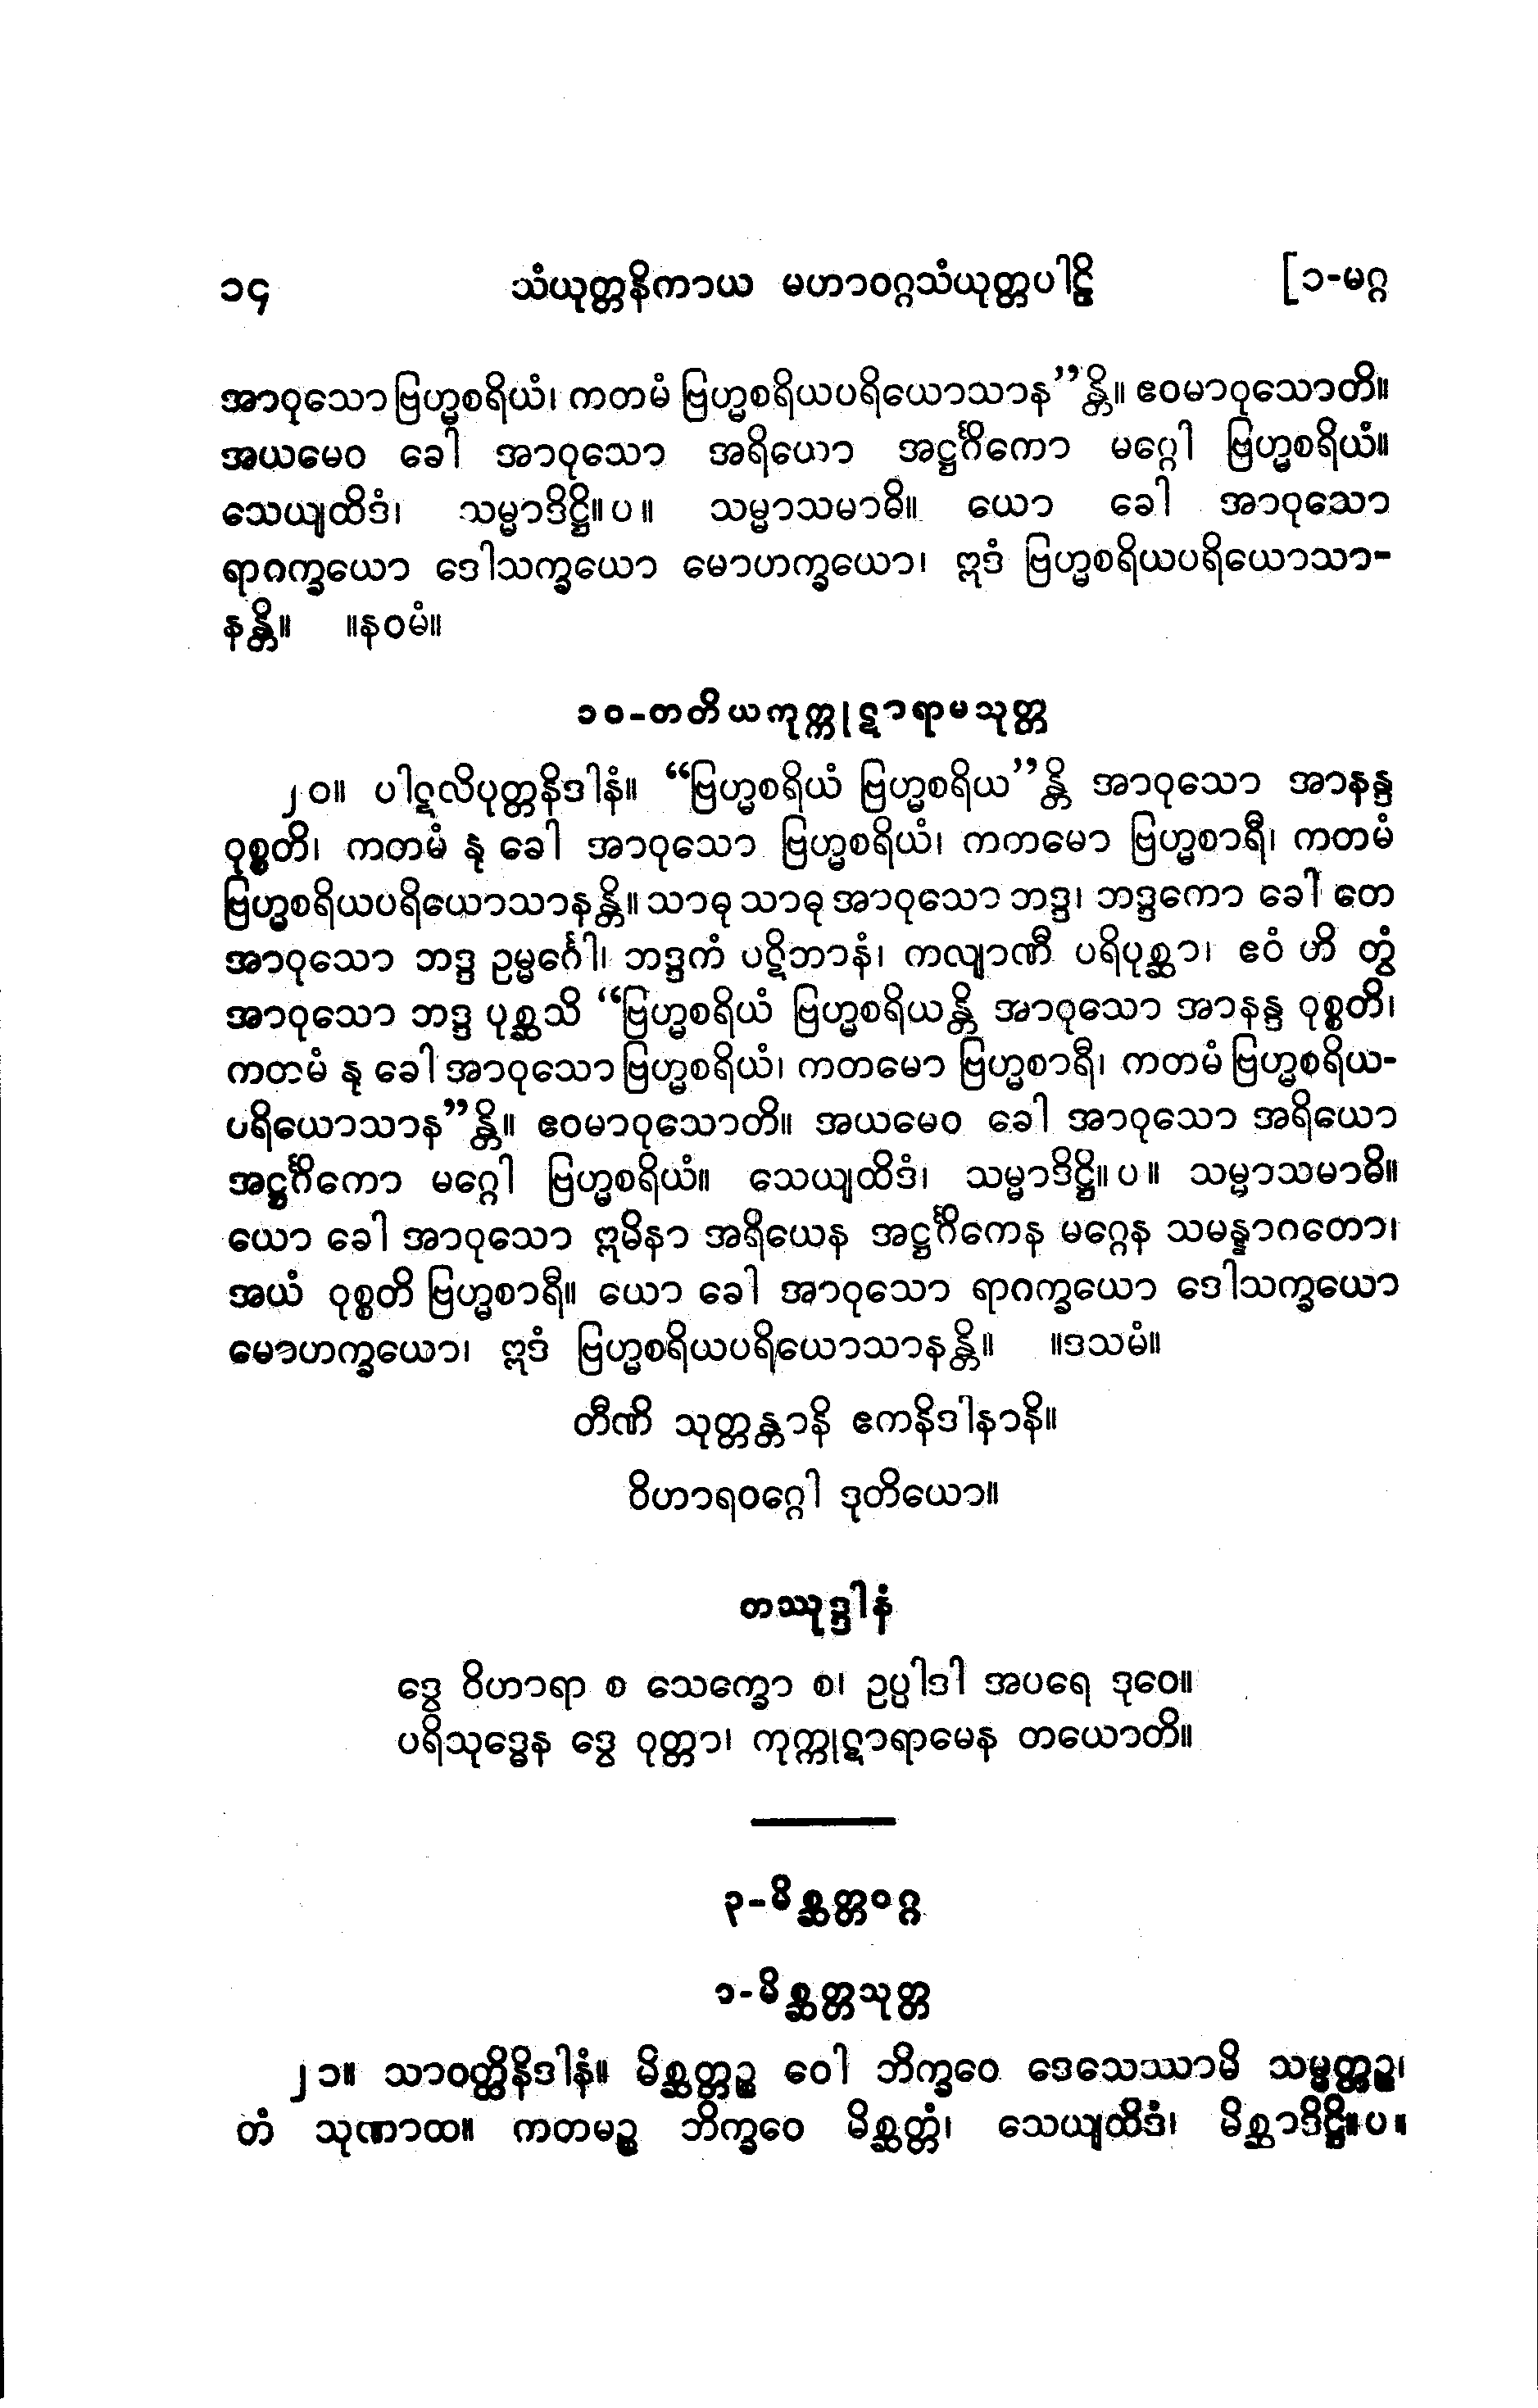 ၁၄ သံယုတ္တနိကာယ မဟာဝဂ္ဂသံယုတ္တပါဠိ [၁-မဂ္ဂ
အာဝုသော ဗြဟ္မစရိယံ၊ ကတမံ ဗြဟ္မစရိယပရိယောသာန”န္တိ။ ဧဝမာဝုသောတိ။
အယမေဝ ခေါ အာဝုသော အရိယော အဋ္ဌင်္ဂိကော မဂ္ဂေါ ဗြဟ္မစရိယံ။
သေယျထိဒံ၊ သမ္မာဒိဋ္ဌိ။ပ။ သမ္မာသမာဓိ။ ယော ခေါ အာဝုသော
ရာဂက္ခယော ဒေါသက္ခယော မောဟက္ခယော၊ ဣဒံ ဗြဟ္မစရိယပရိယောသာ-
နန္တိ။ ။နဝမံ။
၁၀-တတိယကုက္ကုဋာရာမသုတ္တ
၂၀။ ပါဋလိပုတ္တနိဒါနံ။ “ဗြဟ္မစရိယံ ဗြဟ္မစရိယ”န္တိ အာဝုသော အာနန္ဒ
ဝုစ္စတိ၊ ကတမံ နု ခေါ အာဝုသော ဗြဟ္မစရိယံ၊ ကကမော ဗြဟ္မစာရီ၊ ကတမံ
ဗြဟ္မစရိယပရိယောသာနန္တိ။ သာဓု သာဓု အာဝုသော ဘဒ္ဒ၊ ဘဒ္ဒကော ခေါ တေ
အာဝုသော ဘဒ္ဒ ဥမ္မင်္ဂေါ၊ ဘဒ္ဒကံ ပဋိဘာနံ၊ ကလျာဏီ ပရိပုစ္ဆာ၊ ဧဝံ ဟိ တွံ
အာဝုသော ဘဒ္ဒ ပုစ္ဆသိ “ဗြဟ္မစရိယံ ဗြဟ္မစရိယန္တိ အာဝုသော အာနန္ဒ ဝုစ္စတိ၊
ကတမံ နု ခေါ အာဝုသော ဗြဟ္မစရိယံ၊ ကတမော ဗြဟ္မစာရီ၊ ကတမံ ဗြဟ္မစရိယ-
ပရိယောသာန”န္တိ။ ဧဝမာဝုသောတိ။ အယမေဝ ခေါ အာဝုသော အရိယော
အဋ္ဌင်္ဂိကော မဂ္ဂေါ ဗြဟ္မစရိယံ။ သေယျထိဒံ၊ သမ္မာဒိဋ္ဌိ။ပ။ သမ္မာသမာဓိ။
ယော ခေါ အာဝုသော ဣမိနာ အရိယေန အဋ္ဌင်္ဂိကေန မဂ္ဂေန သမန္နာဂတော၊
အယံ ဝုစ္စတိ ဗြဟ္မစာရီ။ ယော ခေါ အာဝုသော ရာဂက္ခယော ဒေါသက္ခယော
မောဟက္ခယော၊ ဣဒံ ဗြဟ္မစရိယပရိယောသာနန္တိ။ ။ဒသမံ။
တီဏိ သုတ္တန္တာနိ ဧကနိဒါနာနိ။
ဝိဟာရဝဂ္ဂေါ ဒုတိယော။
တဿုဒ္ဒါနံ
ဒွေ ဝိဟာရာ စ သေက္ခော စ၊ ဥပ္ပါဒါ အပရေ ဒုဝေ။
ပရိသုဒ္ဓေန ဒွေ ဝုတ္တာ၊ ကုက္ကုဋာရာမေန တယောတိ။
၃-မိစ္ဆတ္တဝဂ္ဂ
၁-မိစ္ဆတ္တသုတ္တ
၂၁။ သာဝတ္ထိနိဒါနံ။ မိစ္ဆတ္တဉ္စ ဝေါ ဘိက္ခဝေ ဒေသေဿာမိ သမ္မတ္တဉ္စ၊
တံ သုဏာထ။ ကတမဉ္စ ဘိက္ခဝေ မိစ္ဆတ္တံ၊ သေယျထိဒံ၊ မိစ္ဆာဒိဋ္ဌိ။ပ။